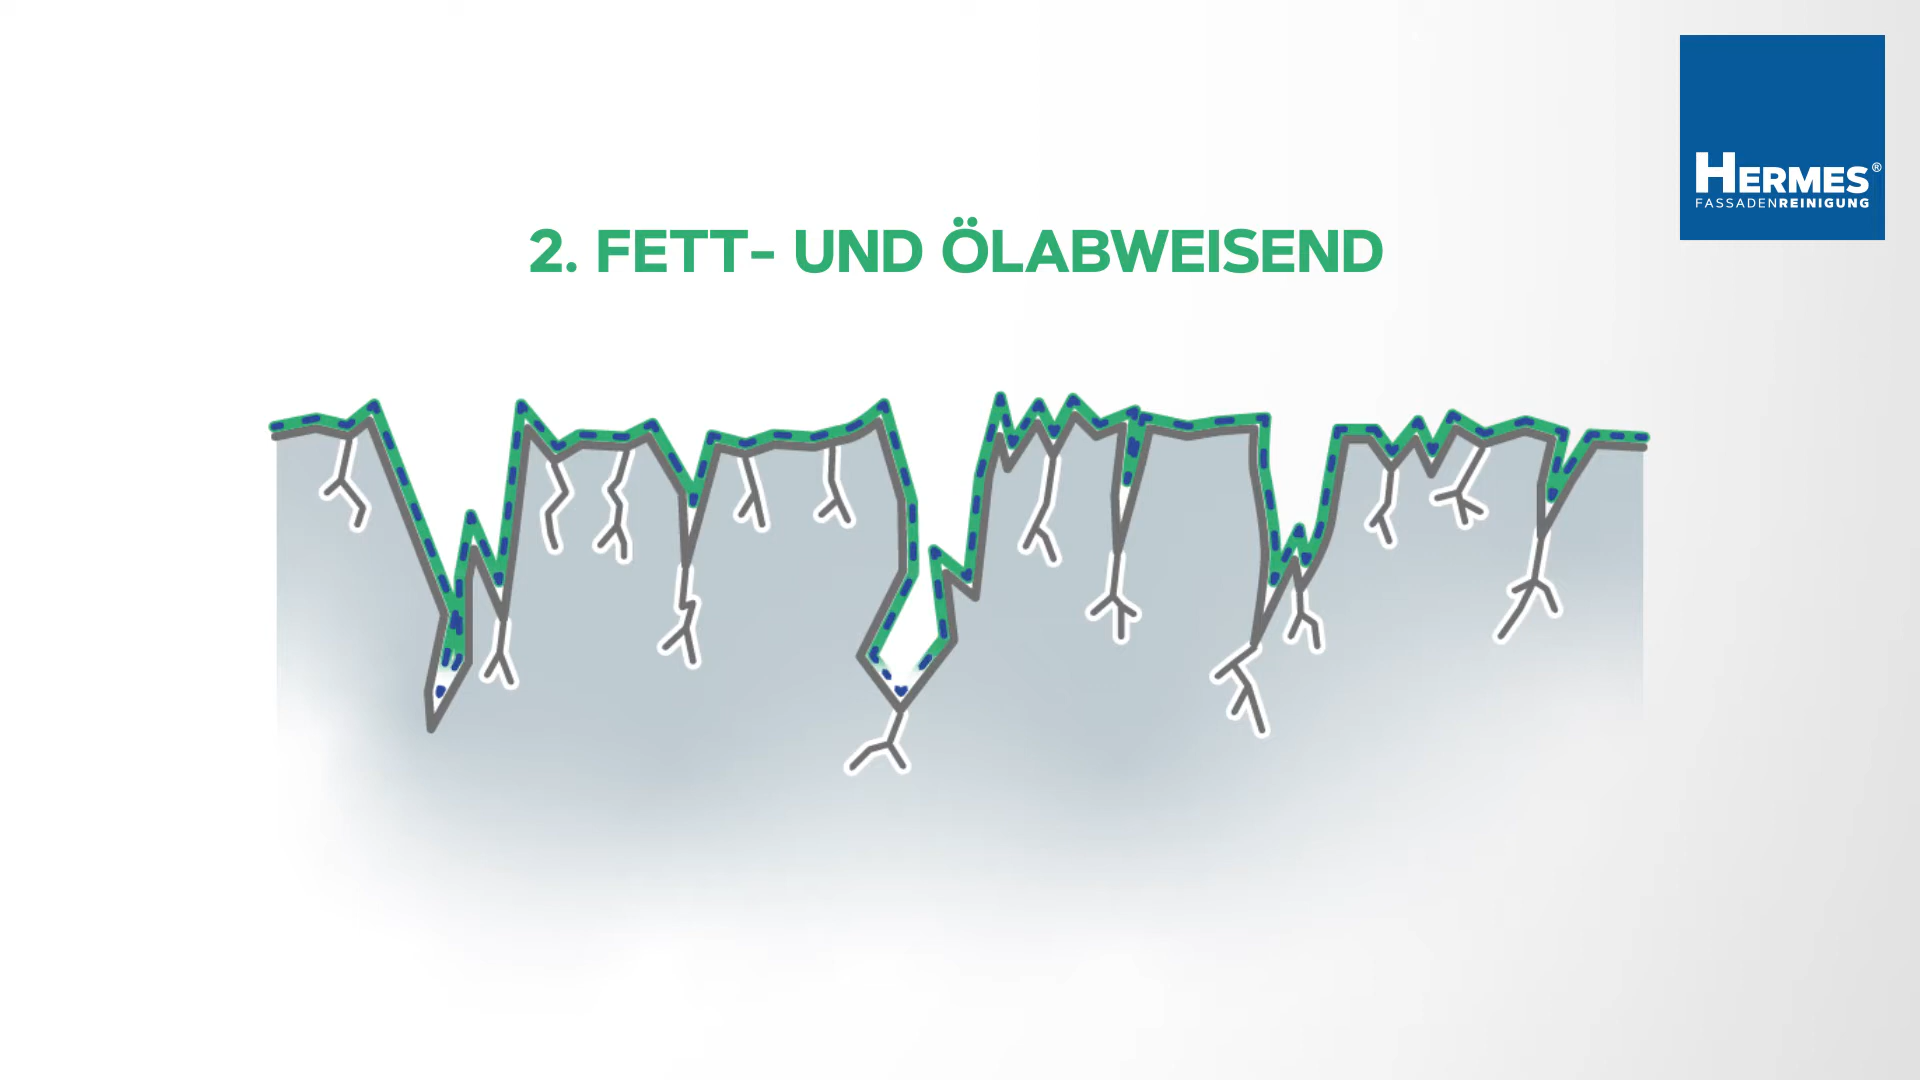 2. FETT- UND ÖLABWEISEND
HERMES®
FASSADENREINIGUNG